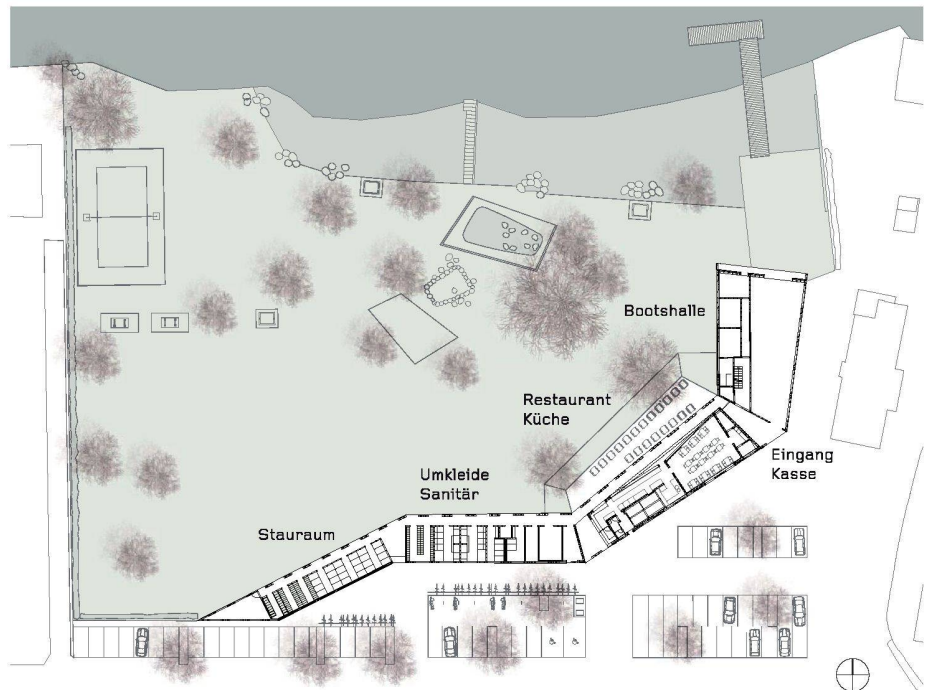 Bootshalle
Restaurant
Küche
Eingang
Kasse
Umkleide
Sanitär
Stauraum